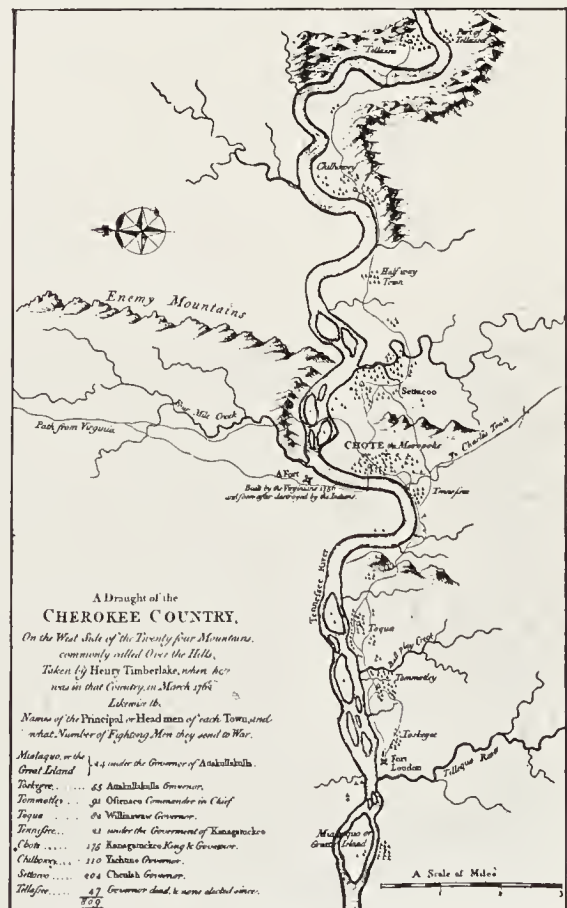 Part of
Tellassee
Tellassee
Chilhowey
Half way
Town
Enemy Mountains
Settacoo
Four Mile Creek
Path from Virginia
CHOTE the Metropolis
To Charles Town
A Fort
Built by the Virginians 1756
and soon after destroyed by the Indians.
Tennessee
Tennessee River
Toqua
Ball play Creek
Tommotley
Toskegee
Fort
Loudon
Tellequo River
Mialaquo or
Great Island
A Scale of Miles
A Draught of the
CHEROKEE COUNTRY,
On the West Side of the Twenty four Mountains,
commonly called Over the Hills,
Taken by Henry Timberlake, when he
was in that Country, in March 1762
Likewise the
Names of the Principal or Head men of each Town, and
what Number of Fighting Men they send to War.
Mialaquo, or the
Great Island } 24 under the Governor of Attakullakulla.
Toskegee 55 Attakullakulla Governor.
Tommotley 91 Ostenaco Commander in Chief
Toqua 82 Willinawaw Governor.
Tennessee 21 under the Government of Kanagatuckco
Chote 175 Kanagatuckco King & Governor.
Chilhowey 110 Yachtino Governor.
Settacoo 204 Cheulah Governor.
Tellassee 47 Governor dead, & none elected since.
809